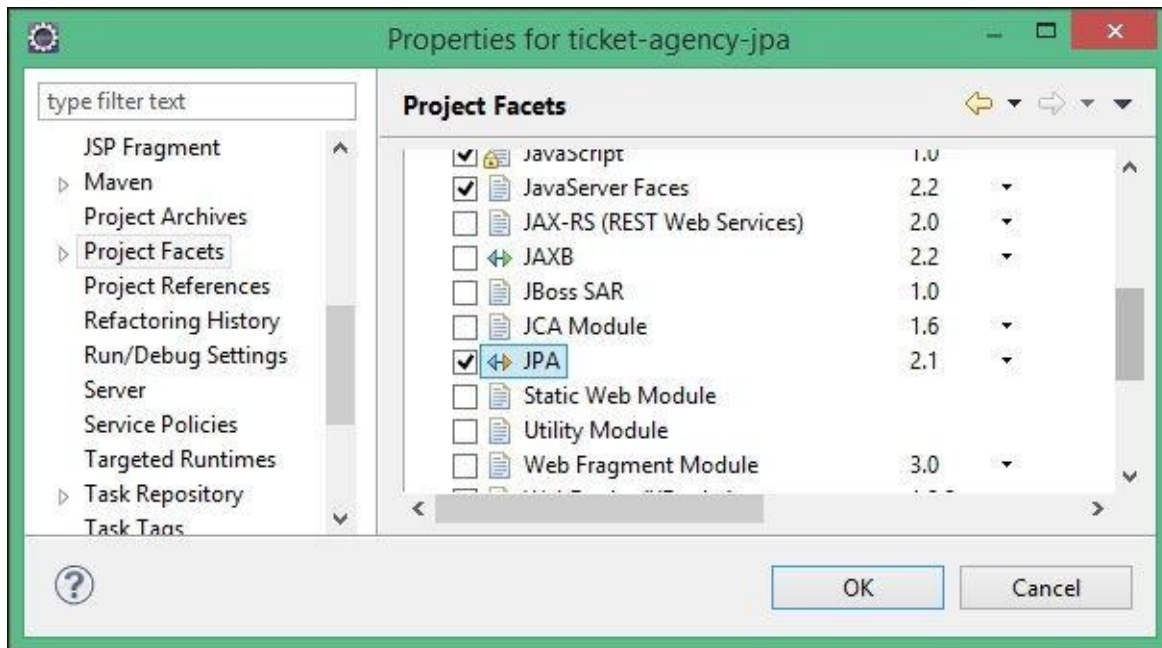 Properties for ticket-agency-jpa
type filter text
JSP Fragment
Maven
Project Archives
Project Facets
Project References
Refactoring History
Run/Debug Settings
Server
Service Policies
Targeted Runtimes
Task Repository
Task Tags
Project Facets
JavaScript 1.0
JavaServer Faces 2.2
JAX-RS (REST Web Services) 2.0
JAXB 2.2
JBoss SAR 1.0
JCA Module 1.6
JPA 2.1
Static Web Module
Utility Module
Web Fragment Module 3.0
OK
Cancel